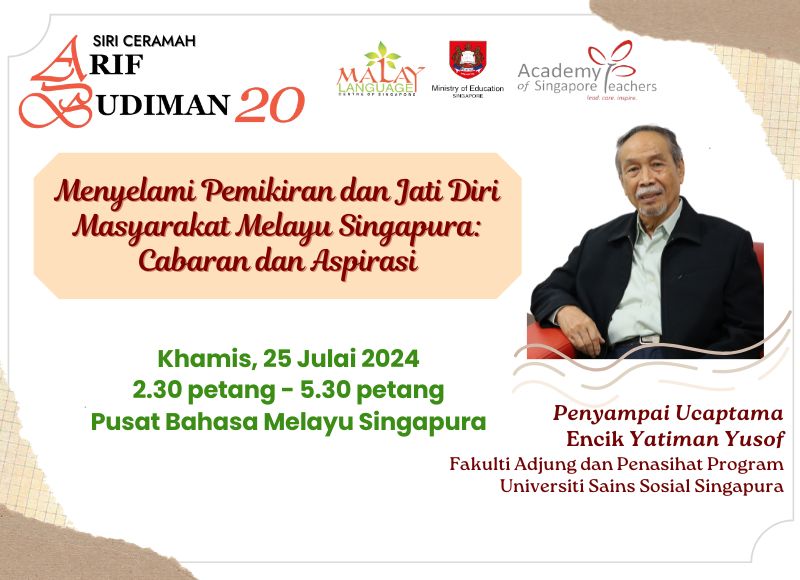 SIRI CERAMAH
ARIF
BUDIMAN 20
MALAY
LANGUAGE
CENTRE OF SINGAPORE
Ministry of Education
SINGAPORE
Academy
of Singapore Teachers
lead. care. inspire.
Menyelami Pemikiran dan Jati Diri
Masyarakat Melayu Singapura:
Cabaran dan Aspirasi
Khamis, 25 Julai 2024
2.30 petang - 5.30 petang
Pusat Bahasa Melayu Singapura
Penyampai Ucaptama
Encik Yatiman Yusof
Fakulti Adjung dan Penasihat Program
Universiti Sains Sosial Singapura